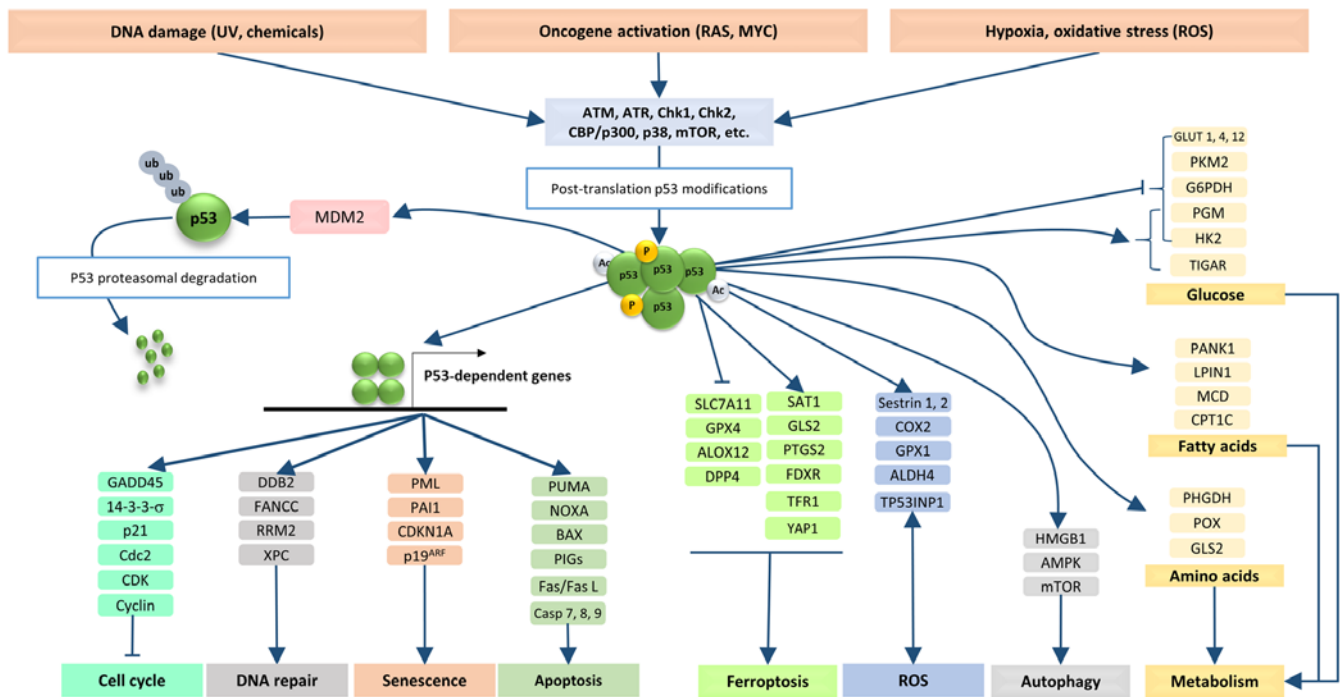 DNA damage (UV, chemicals)
Oncogene activation (RAS, MYC)
Hypoxia, oxidative stress (ROS)
ATM, ATR, Chk1, Chk2,
CBP/p300, p38, mTOR, etc.
Post-translation p53 modifications
ub
ub
ub
p53
MDM2
P53 proteasomal degradation
P
Ac
p53
p53
p53
Ac
P
p53
GLUT 1, 4, 12
PKM2
G6PDH
PGM
HK2
TIGAR
Glucose
PANK1
LPIN1
MCD
CPT1C
Fatty acids
PHGDH
POX
GLS2
Amino acids
P53-dependent genes
GADD45
14-3-3-σ
p21
Cdc2
CDK
Cyclin
DDB2
FANCC
RRM2
XPC
PML
PAI1
CDKN1A
p19ARF
PUMA
NOXA
BAX
PIGs
Fas/Fas L
Casp 7, 8, 9
SLC7A11
GPX4
ALOX12
DPP4
SAT1
GLS2
PTGS2
FDXR
TFR1
YAP1
Sestrin 1, 2
COX2
GPX1
ALDH4
TP53INP1
HMGB1
AMPK
mTOR
Cell cycle
DNA repair
Senescence
Apoptosis
Ferroptosis
ROS
Autophagy
Metabolism